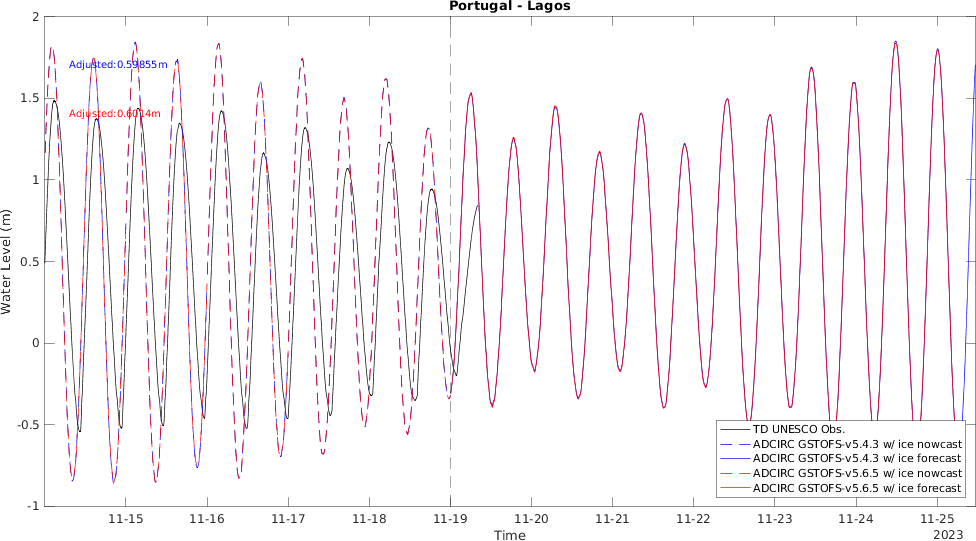 Portugal - Lagos
2
Adjusted:0.59855m
1.5
Adjusted:0.6014m
1
0.5
0
-0.5
-1
Water Level (m)
TD UNESCO Obs.
ADCIRC GSTOFS-v5.4.3 w/ ice nowcast
ADCIRC GSTOFS-v5.4.3 w/ ice forecast
ADCIRC GSTOFS-v5.6.5 w/ ice nowcast
ADCIRC GSTOFS-v5.6.5 w/ ice forecast
11-15 11-16 11-17 11-18 11-19 11-20 11-21 11-22 11-23 11-24 11-25
Time
2023